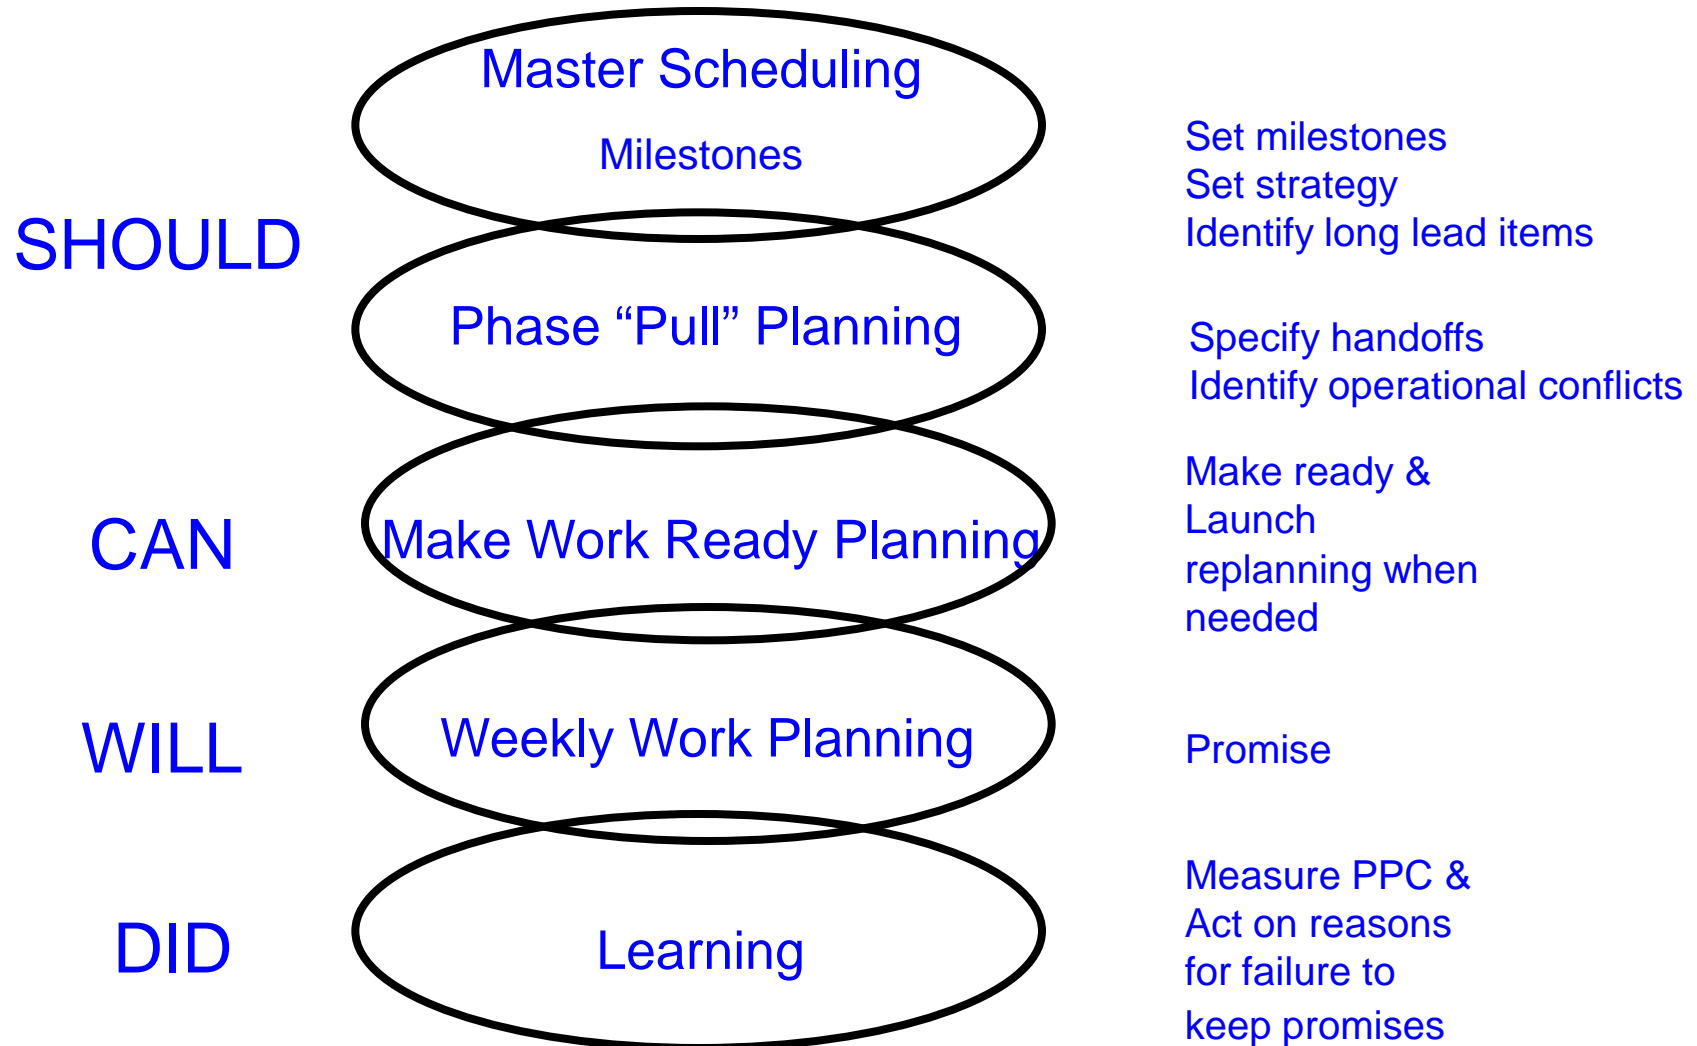 Master Scheduling
Milestones
Set milestones
Set strategy
Identify long lead items
SHOULD
Phase “Pull” Planning
Specify handoffs
Identify operational conflicts
CAN
Make Work Ready Planning
Make ready &
Launch
replanning when
needed
WILL
Weekly Work Planning
Promise
DID
Learning
Measure PPC &
Act on reasons
for failure to
keep promises